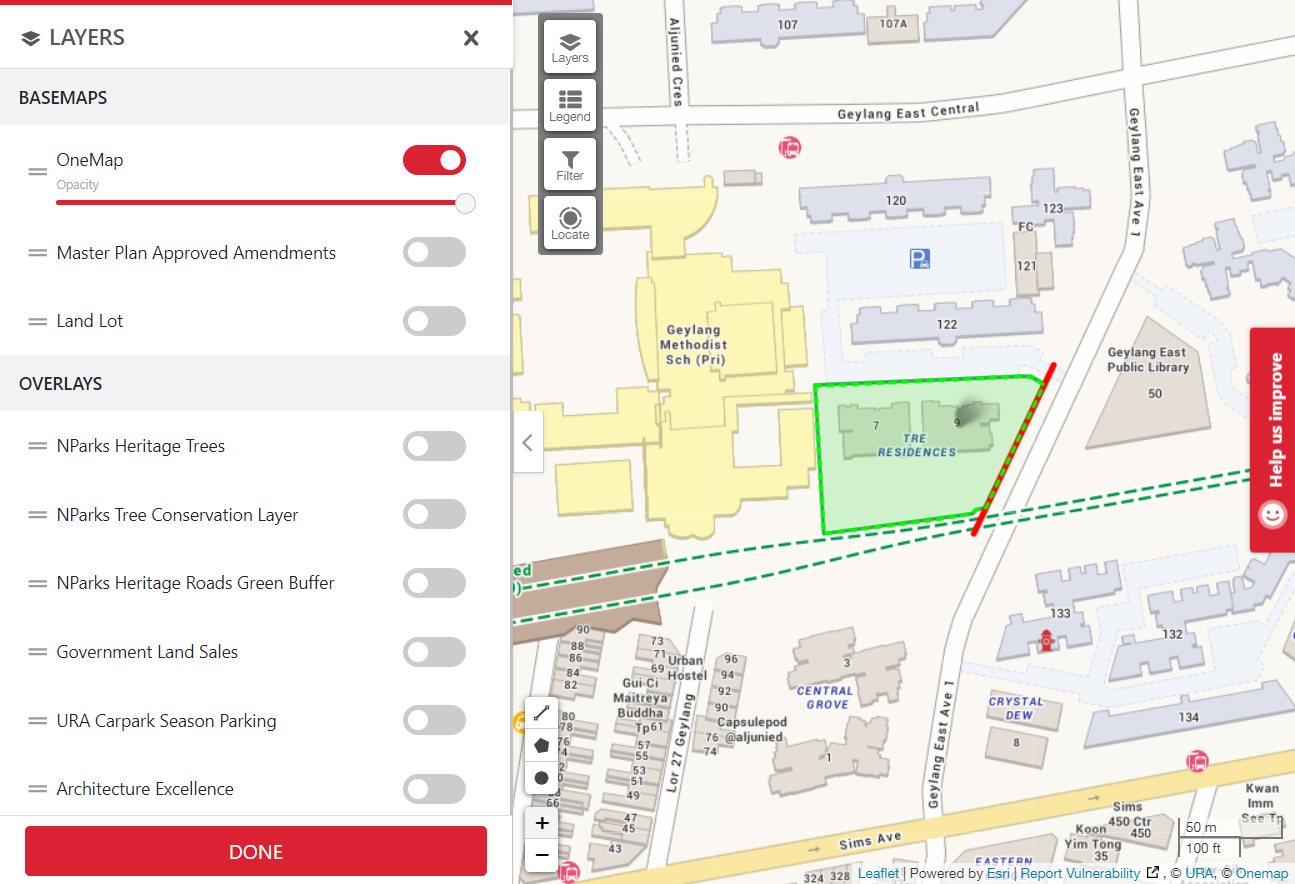 LAYERS
BASEMAPS
OneMap
Opacity
Master Plan Approved Amendments
Land Lot
OVERLAYS
NParks Heritage Trees
NParks Tree Conservation Layer
NParks Heritage Roads Green Buffer
Government Land Sales
URA Carpark Season Parking
Architecture Excellence
DONE
Layers
Legend
Filter
Locate
107
107A
Aljunied Cres
Geylang East Central
Geylang East Ave 1
120
123
FC
121
122
Geylang
Methodist
Sch (Pri)
Geylang East
Public Library
50
7
9
TRE
RESIDENCES
Help us improve
ed
)
90
88
86
84
82
80
78
76
74
66
73
71
69
Urban
Hostel
Gui Ci
Maitreya
Buddha
Tp
61
57
55
53
51
49
47
45
43
96
94
92
90
76
74
Capsulepod
@aljunied
Lor 27 Geylang
3
CENTRAL
GROVE
1
Geylang East Ave 1
133
132
134
CRYSTAL
DEW
8
Sims Ave
324
328
EASTERN
Sims
450 Ctr
450
Koon
Yim Tong
35
Kwan
Imm
See Tp
+
−
50 m
100 ft
Leaflet | Powered by Esri | Report Vulnerability , © URA, © Onemap